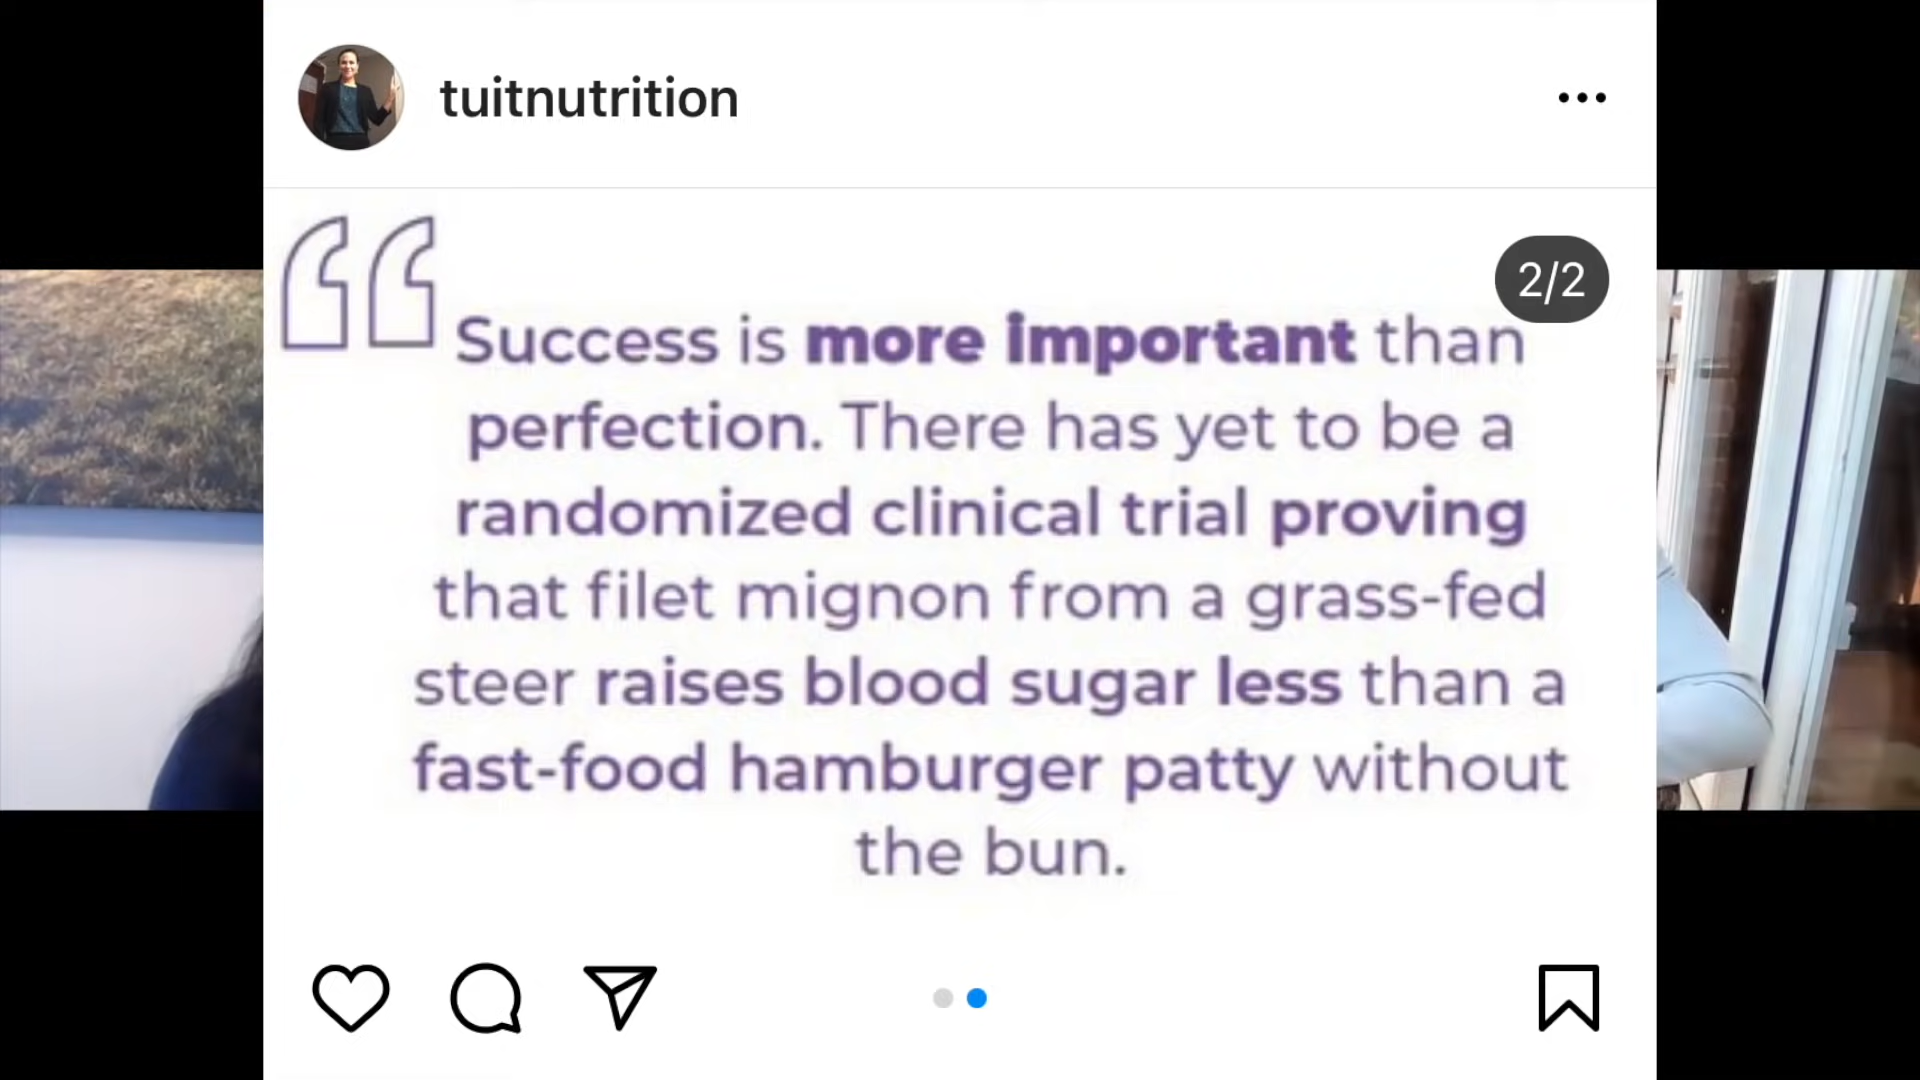 tuitnutrition
2/2
“Success is more important than
perfection. There has yet to be a
randomized clinical trial proving
that filet mignon from a grass-fed
steer raises blood sugar less than a
fast-food hamburger patty without
the bun.